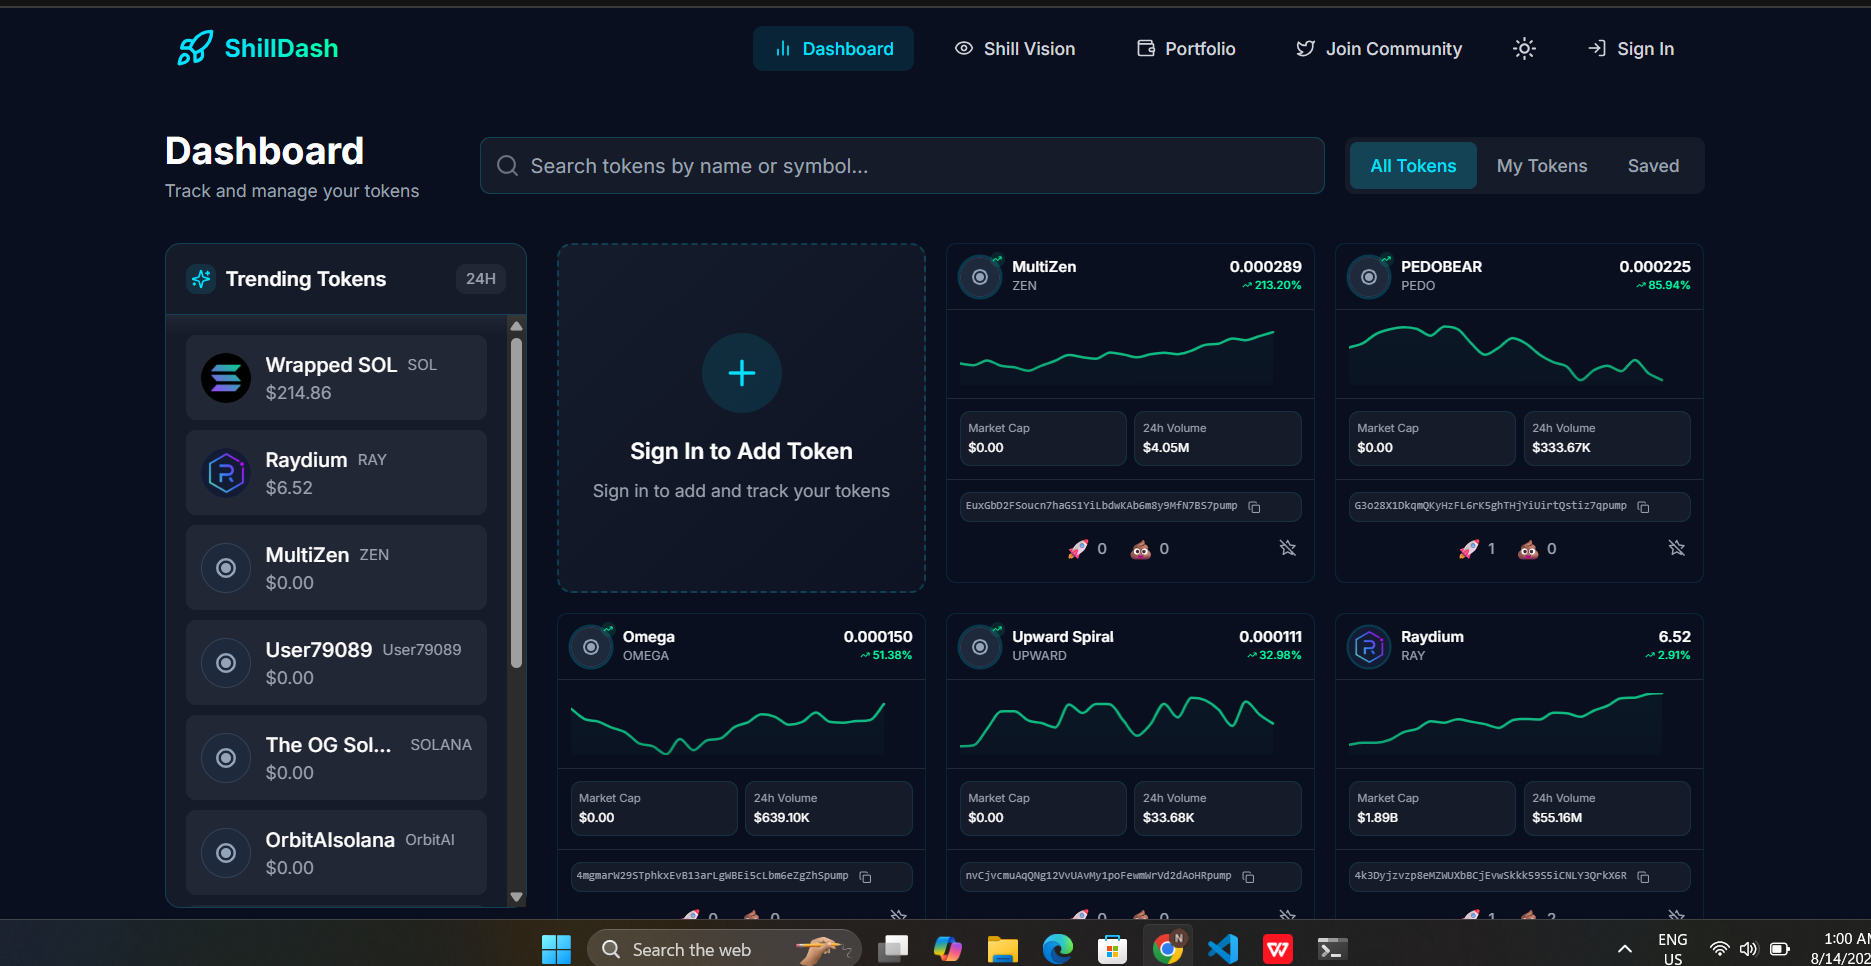 ShillDash
Dashboard
Shill Vision
Portfolio
Join Community
Sign In
Dashboard
Track and manage your tokens
Search tokens by name or symbol...
All Tokens
My Tokens
Saved
Trending Tokens
24H
Wrapped SOL SOL
$214.86
Raydium RAY
$6.52
MultiZen ZEN
$0.00
User79089 User79089
$0.00
The OG Sol... SOLANA
$0.00
OrbitAIsolana OrbitAI
$0.00
Sign In to Add Token
Sign in to add and track your tokens
MultiZen 0.000289
ZEN 213.20%
Market Cap
$0.00
24h Volume
$4.05M
EuxGbD2FSoucn7haGS1YiLbdwKAb6m8y9MfN7BS7pump
0 0
PEDOBEAR 0.000225
PEDO 85.94%
Market Cap
$0.00
24h Volume
$333.67K
G3o28X1DkqmQKyHzFL6rK5ghTHjYiUirtQstiz7qpump
1 0
Omega 0.000150
OMEGA 51.38%
Market Cap
$0.00
24h Volume
$639.10K
4mgmarW29STphkxEvB13arLgWBEi5cLbm6eZgZhSpump
0 0
Upward Spiral 0.000111
UPWARD 32.98%
Market Cap
$0.00
24h Volume
$33.68K
nvCjvcmuAqQNg12VvUAvMy1poFewmWrVd2dAoHRpump
0 0
Raydium 6.52
RAY 2.91%
Market Cap
$1.89B
24h Volume
$55.16M
4k3Dyjzvzp8eMZWUXbBCjEvwSkkk59S5iCNLY3QrkX6R
1 2
Search the web
N
ENG
US
1:00 AM
8/14/202